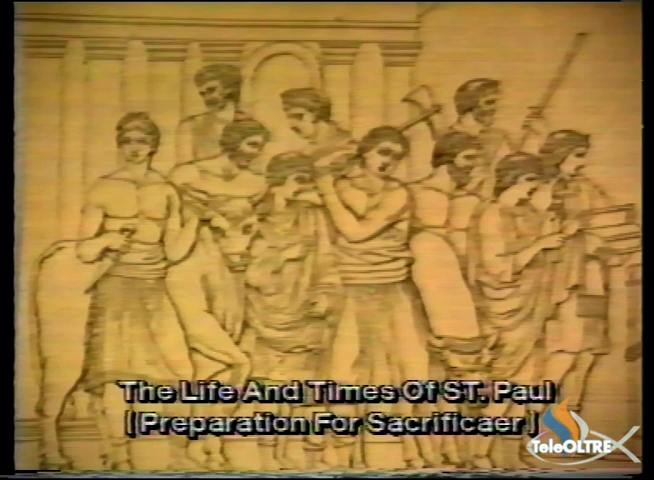 The Life And Times Of ST. Paul
[Preparation For Sacrificaer]
TeleOLTRE